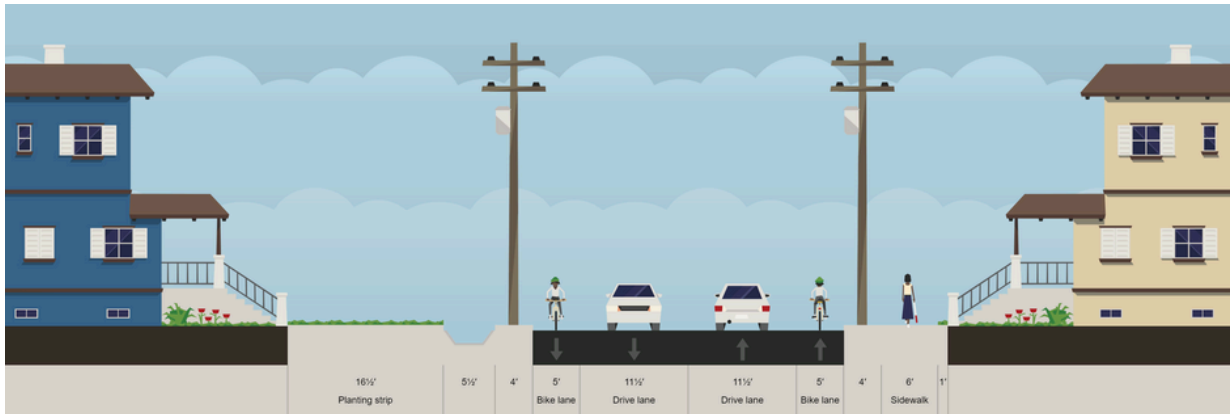 16½' 5½' 4' 5' 11½' 11½' 5' 4' 6' 1'
Planting strip Bike lane Drive lane Drive lane Bike lane Sidewalk